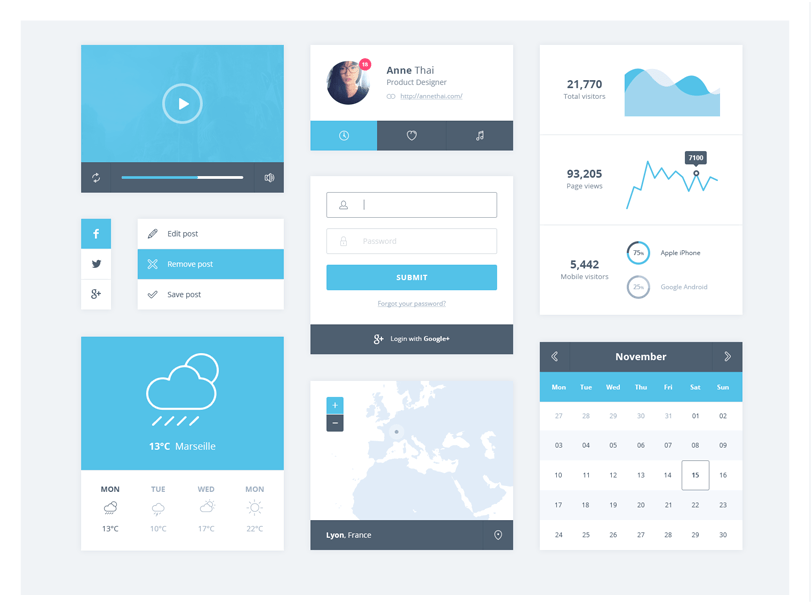 18
Anne Thai
Product Designer
http://annethai.com/
21,770
Total visitors
93,205
Page views
7100
5,442
Mobile visitors
75%
Apple iPhone
25%
Google Android
f
g+
Edit post
Remove post
Save post
Password
SUBMIT
Forgot your password?
g+ Login with Google+
13°C Marseille
MON TUE WED MON
13°C 10°C 17°C 22°C
+
−
Lyon, France
November
Mon Tue Wed Thu Fri Sat Sun
27 28 29 30 31 01 02
03 04 05 06 07 08 09
10 11 12 13 14 15 16
17 18 19 20 21 22 23
24 25 26 27 28 29 30